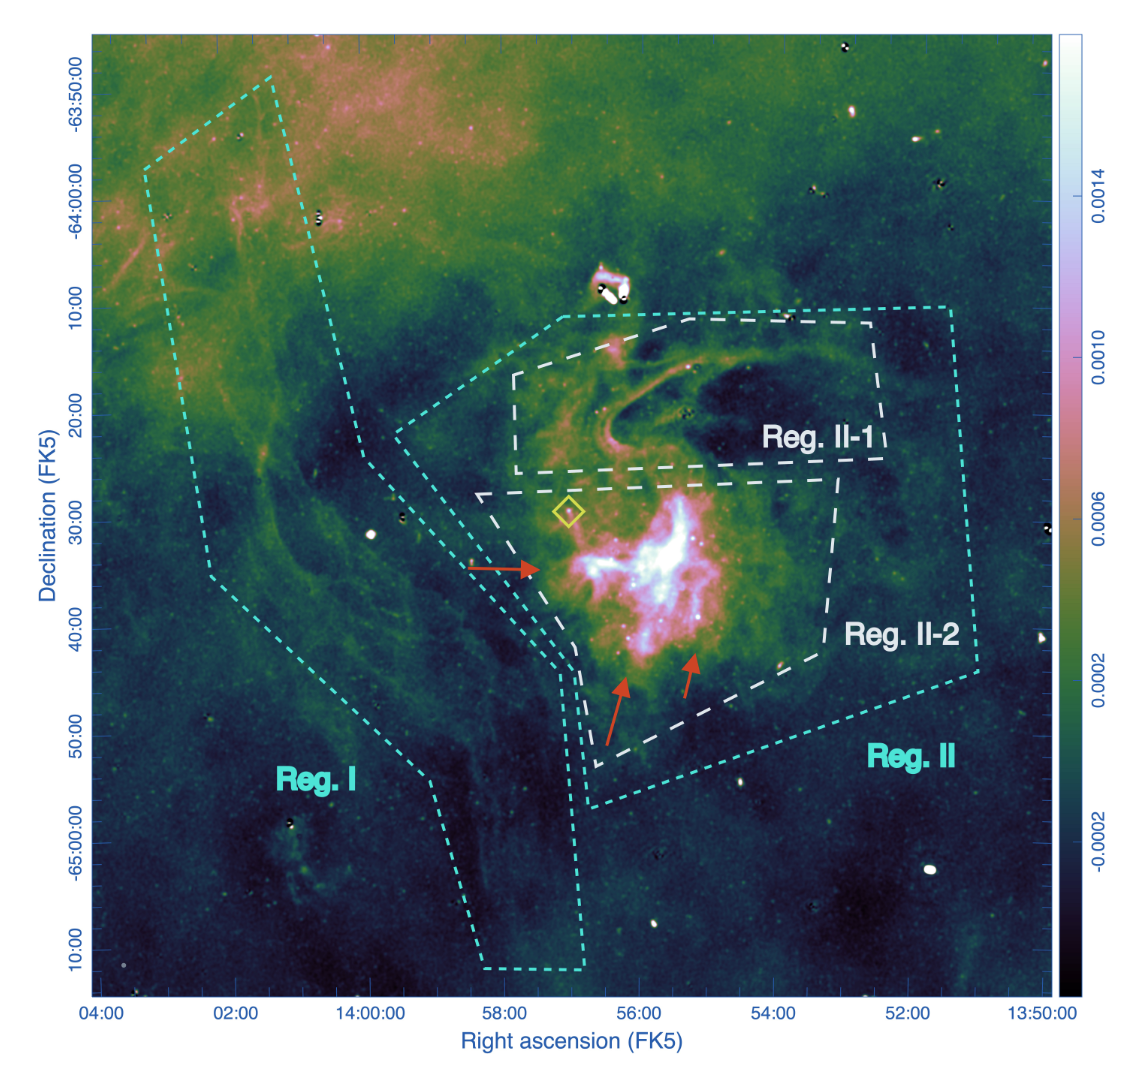 -63:50:00
-64:00:00
10:00
20:00
30:00
40:00
50:00
-65:00:00
10:00
Declination (FK5)
Reg. II-1
Reg. II-2
Reg. II
Reg. I
0.0014
0.0010
0.0006
0.0002
-0.0002
04:00 02:00 14:00:00 58:00 56:00 54:00 52:00 13:50:00
Right ascension (FK5)